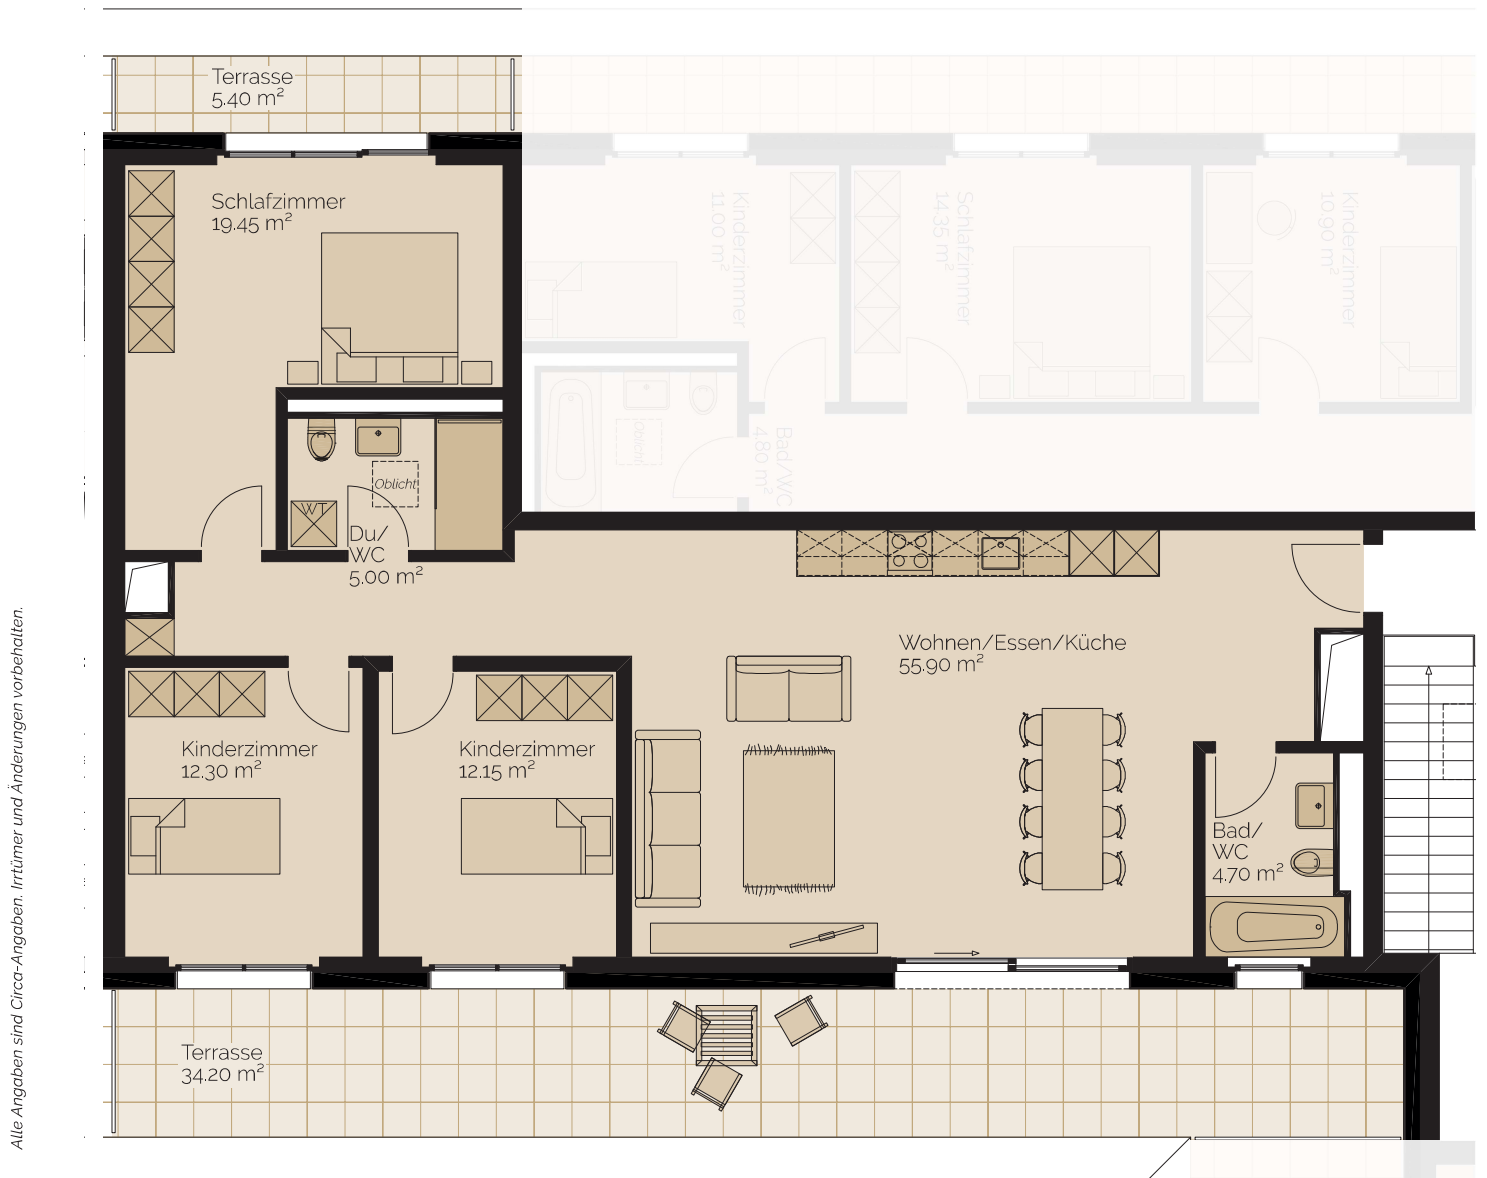 Terrasse
5.40 m²
Schlafzimmer
19.45 m²
Kinderzimmer
11.00 m²
Schlafzimmer
14.35 m²
Kinderzimmer
10.90 m²
Oblicht
Bad/WC
4.80 m²
Oblicht
WT
Du/
WC
5.00 m²
Wohnen/Essen/Küche
55.90 m²
Kinderzimmer
12.30 m²
Kinderzimmer
12.15 m²
Bad/
WC
4.70 m²
Terrasse
34.20 m²
Alle Angaben sind Circa-Angaben. Irrtümer und Änderungen vorbehalten.